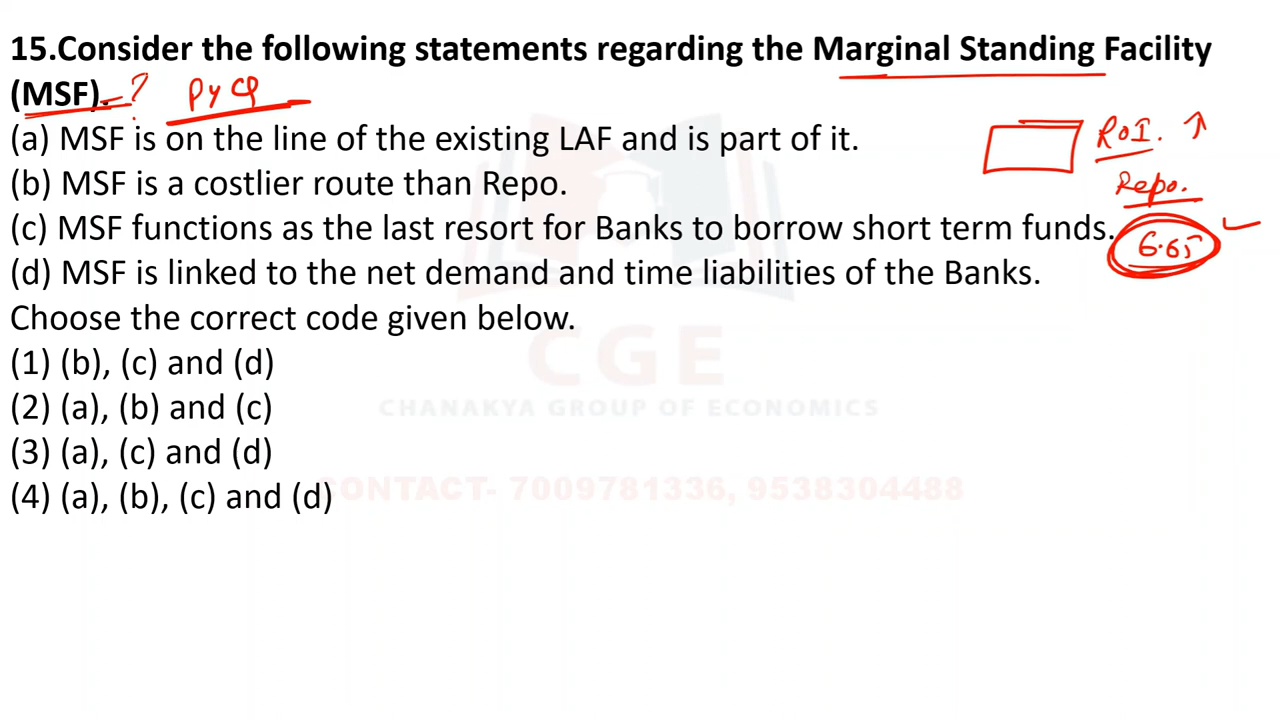 15.Consider the following statements regarding the Marginal Standing Facility
(MSF). ? PYCQ
(a) MSF is on the line of the existing LAF and is part of it.
ROI. ↑
(b) MSF is a costlier route than Repo.
Repo.
(c) MSF functions as the last resort for Banks to borrow short term funds.
6.65
(d) MSF is linked to the net demand and time liabilities of the Banks.
Choose the correct code given below.
CGE
(1) (b), (c) and (d)
(2) (a), (b) and (c)
CHANAKYA GROUP OF ECONOMICS
(3) (a), (c) and (d)
(4) (a), (b), (c) and (d)
CONTACT- 7009781336, 9538304488